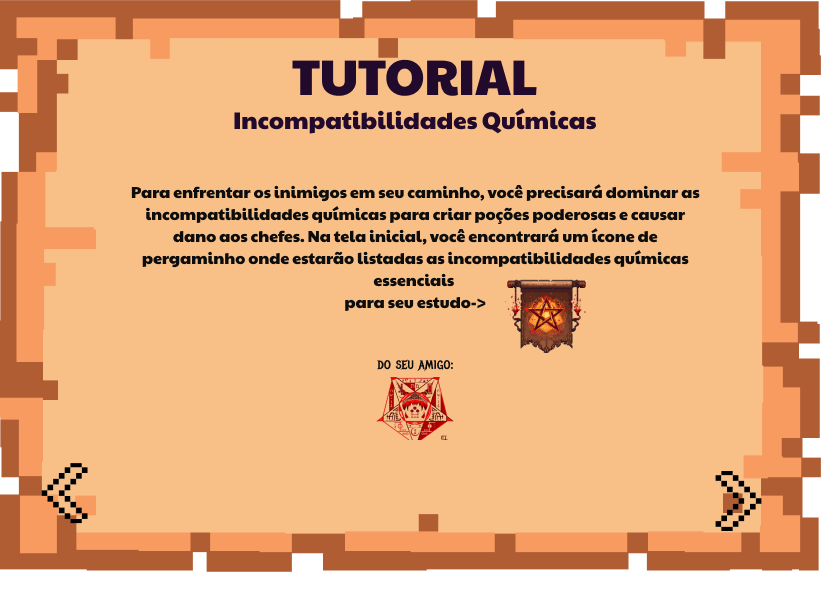 TUTORIAL
Incompatibilidades Químicas
Para enfrentar os inimigos em seu caminho, você precisará dominar as
incompatibilidades químicas para criar poções poderosas e causar
dano aos chefes. Na tela inicial, você encontrará um ícone de
pergaminho onde estarão listadas as incompatibilidades químicas
essenciais
para seu estudo->
DO SEU AMIGO: